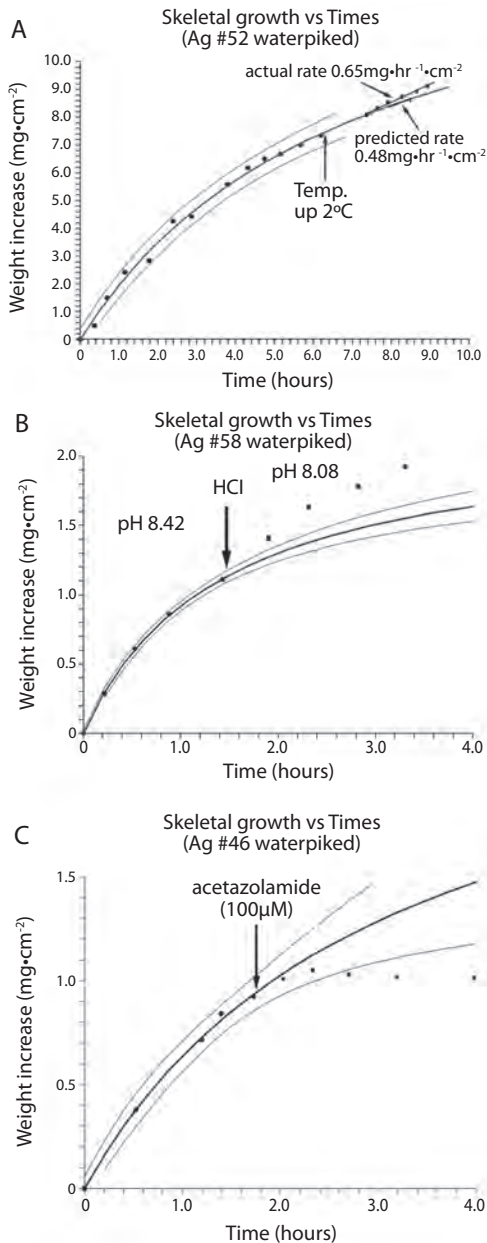 A
Skeletal growth vs Times
(Ag #52 waterpiked)
Weight increase (mg•cm⁻²)
10.0
9.0
8.0
7.0
6.0
5.0
4.0
3.0
2.0
1.0
0
actual rate 0.65mg•hr ⁻¹•cm⁻²
predicted rate
0.48mg•hr ⁻¹•cm⁻²
Temp.
up 2ºC
0 1.0 2.0 3.0 4.0 5.0 6.0 7.0 8.0 9.0 10.0
Time (hours)
B
Skeletal growth vs Times
(Ag #58 waterpiked)
Weight increase (mg•cm⁻²)
2.0
1.5
1.0
0.5
0
pH 8.42
HCl
pH 8.08
0 1.0 2.0 3.0 4.0
Time (hours)
C
Skeletal growth vs Times
(Ag #46 waterpiked)
Weight increase (mg•cm⁻²)
1.5
1.0
0.5
0
acetazolamide
(100µM)
0 1.0 2.0 3.0 4.0
Time (hours)